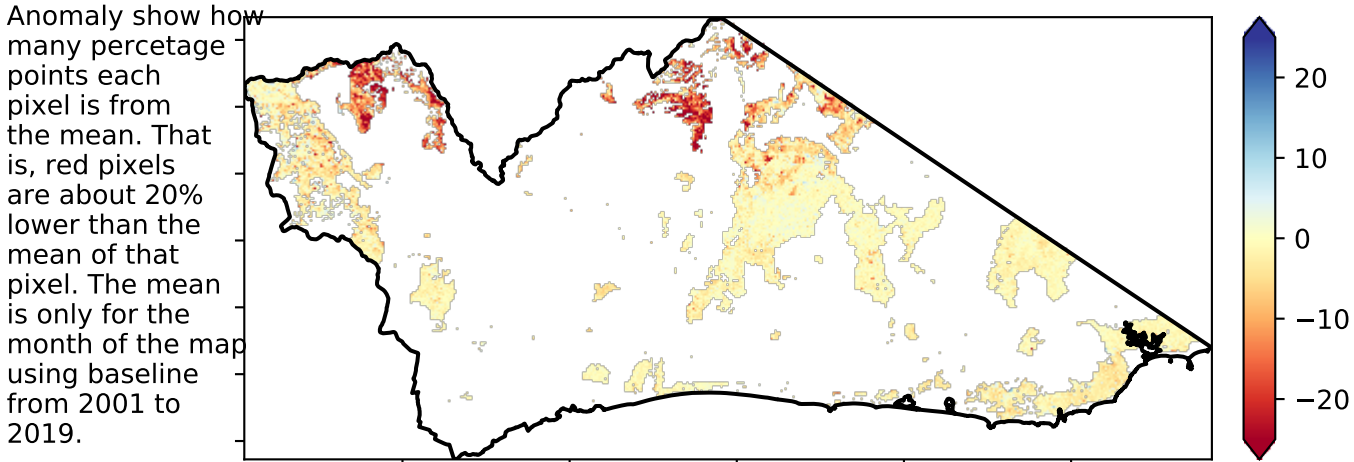 Anomaly show how
many percetage
points each
pixel is from
the mean. That
is, red pixels
are about 20%
lower than the
mean of that
pixel. The mean
is only for the
month of the map
using baseline
from 2001 to
2019.
20
10
0
−10
−20